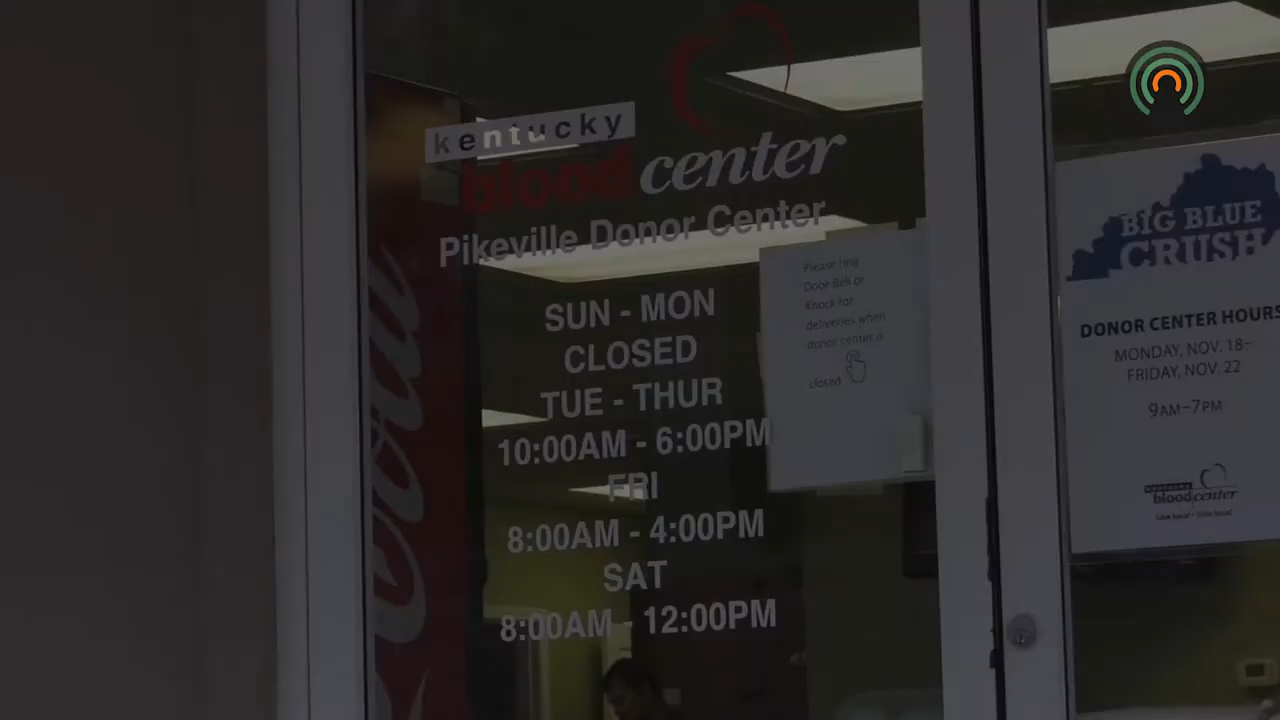 kentucky
blood center
Pikeville Donor Center
SUN - MON
CLOSED
TUE - THUR
10:00AM - 6:00PM
FRI
8:00AM - 4:00PM
SAT
8:00AM - 12:00PM
Please ring
Door Bell or
Knock for
deliveries when
donor center is
closed
BIG BLUE
CRUSH
DONOR CENTER HOURS
MONDAY, NOV. 18–
FRIDAY, NOV. 22
9AM–7PM
kentucky
blood center